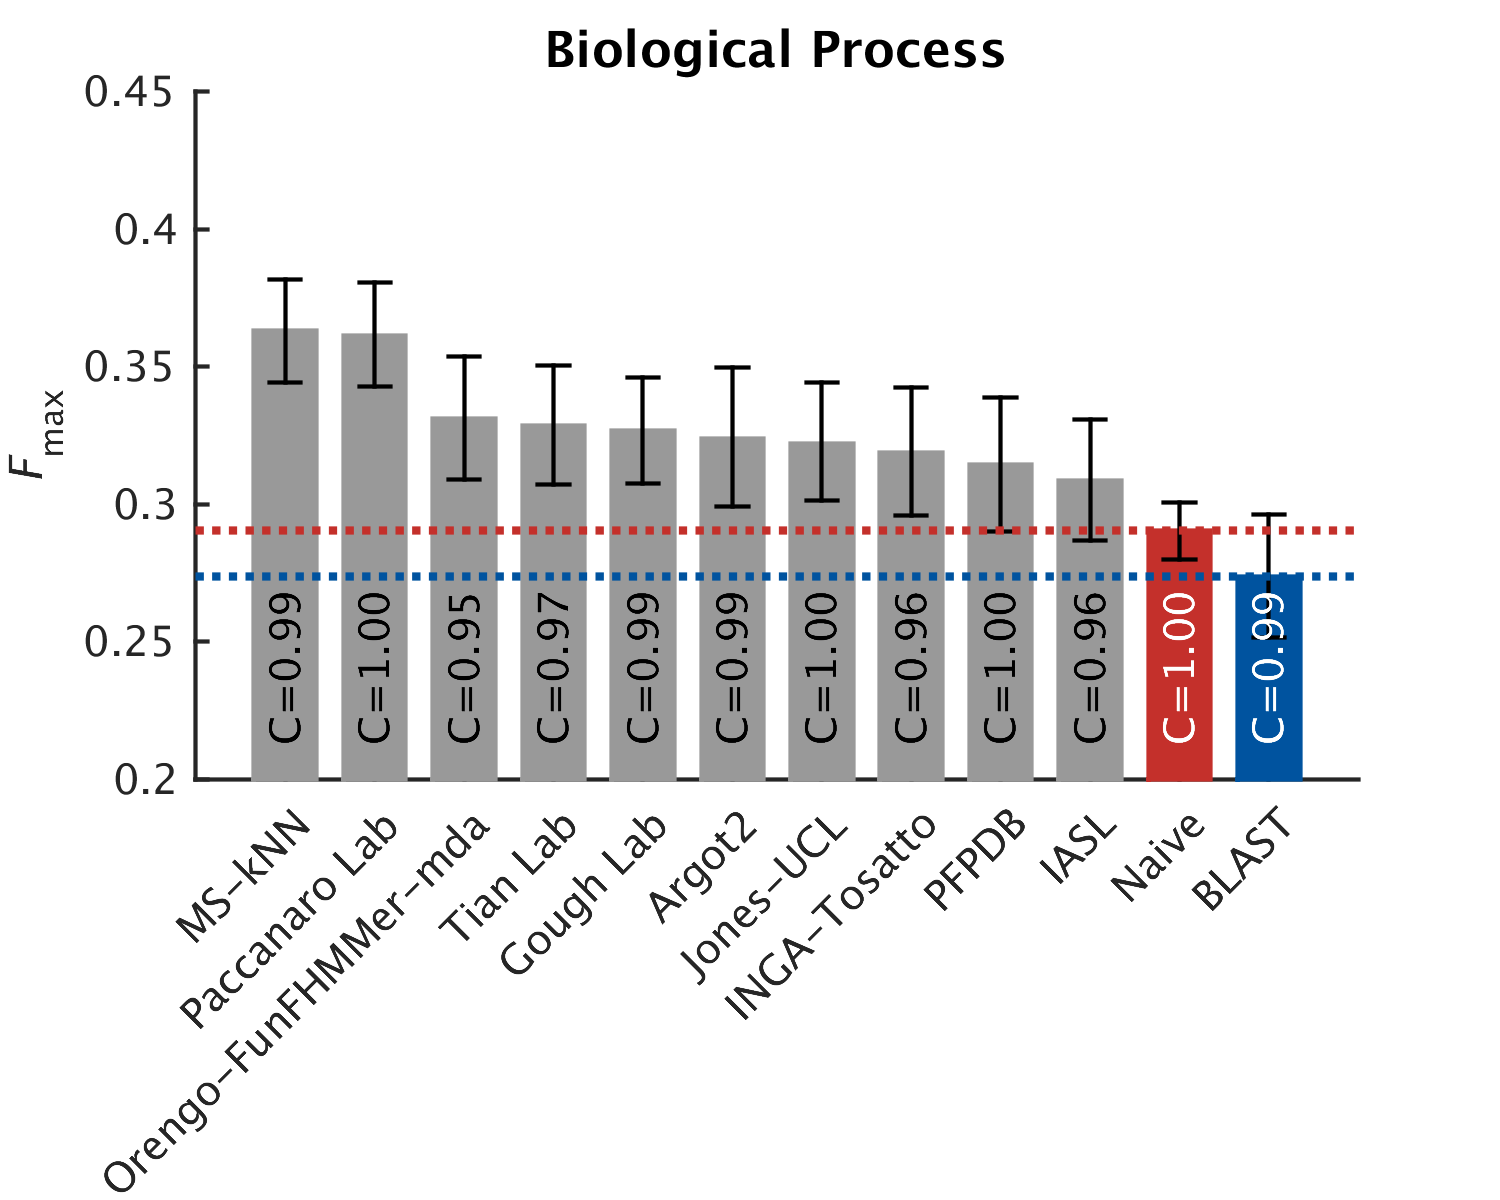 Biological Process
0.45
0.4
0.35
0.3
0.25
0.2
Fmax
C=0.99
C=1.00
C=0.95
C=0.97
C=0.99
C=0.99
C=1.00
C=0.96
C=1.00
C=0.96
C=1.00
C=0.99
MS-kNN
Paccanaro Lab
Orengo-FunFHMMer-mda
Tian Lab
Gough Lab
Argot2
Jones-UCL
INGA-Tosatto
PFPDB
IASL
Naive
BLAST